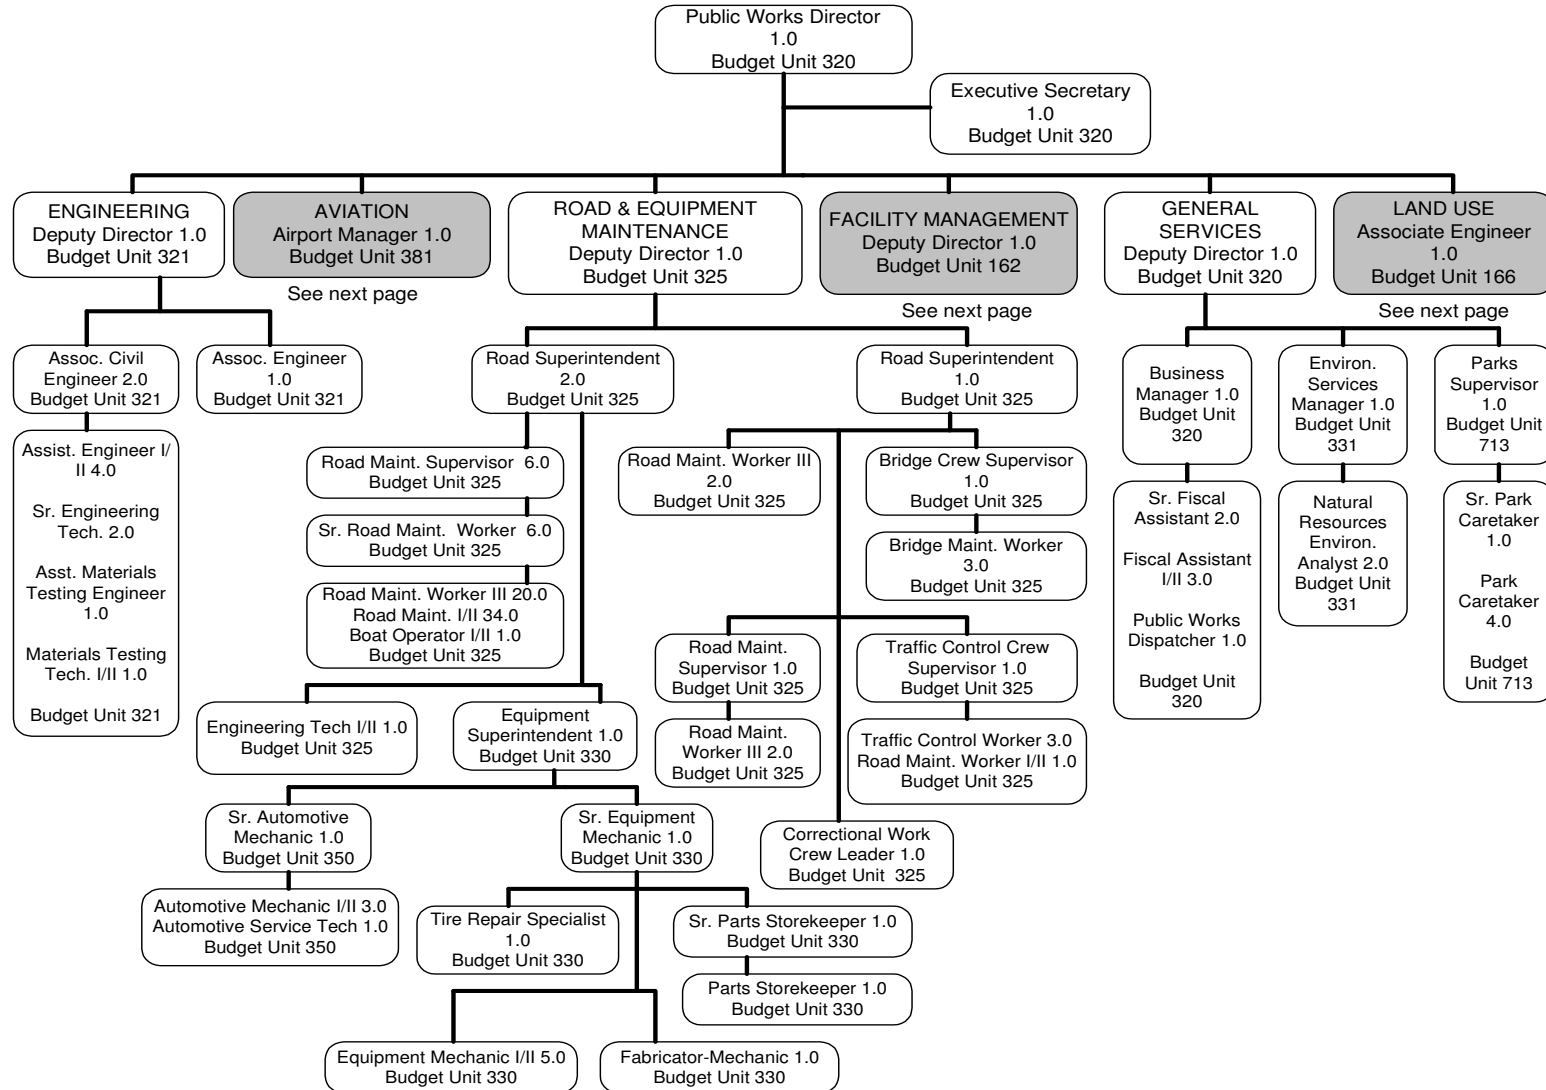 Public Works Director
1.0
Budget Unit 320
Executive Secretary
1.0
Budget Unit 320
ENGINEERING
Deputy Director 1.0
Budget Unit 321
AVIATION
Airport Manager 1.0
Budget Unit 381
See next page
ROAD & EQUIPMENT
MAINTENANCE
Deputy Director 1.0
Budget Unit 325
FACILITY MANAGEMENT
Deputy Director 1.0
Budget Unit 162
See next page
GENERAL
SERVICES
Deputy Director 1.0
Budget Unit 320
LAND USE
Associate Engineer
1.0
Budget Unit 166
See next page
Assoc. Civil
Engineer 2.0
Budget Unit 321
Assoc. Engineer
1.0
Budget Unit 321
Road Superintendent
2.0
Budget Unit 325
Road Superintendent
1.0
Budget Unit 325
Business
Manager 1.0
Budget Unit
320
Environ.
Services
Manager 1.0
Budget Unit
331
Parks
Supervisor
1.0
Budget Unit
713
Assist. Engineer I/
II 4.0
Sr. Engineering
Tech. 2.0
Asst. Materials
Testing Engineer
1.0
Materials Testing
Tech. I/II 1.0
Budget Unit 321
Road Maint. Supervisor 6.0
Budget Unit 325
Sr. Road Maint. Worker 6.0
Budget Unit 325
Road Maint. Worker III 20.0
Road Maint. I/II 34.0
Boat Operator I/II 1.0
Budget Unit 325
Road Maint. Worker III
2.0
Budget Unit 325
Bridge Crew Supervisor
1.0
Budget Unit 325
Bridge Maint. Worker
3.0
Budget Unit 325
Sr. Fiscal
Assistant 2.0
Fiscal Assistant
I/II 3.0
Public Works
Dispatcher 1.0
Budget Unit
320
Natural
Resources
Environ.
Analyst 2.0
Budget Unit
331
Sr. Park
Caretaker
1.0
Park
Caretaker
4.0
Budget
Unit 713
Road Maint.
Supervisor 1.0
Budget Unit 325
Traffic Control Crew
Supervisor 1.0
Budget Unit 325
Engineering Tech I/II 1.0
Budget Unit 325
Equipment
Superintendent 1.0
Budget Unit 330
Road Maint.
Worker III 2.0
Budget Unit 325
Traffic Control Worker 3.0
Road Maint. Worker I/II 1.0
Budget Unit 325
Sr. Automotive
Mechanic 1.0
Budget Unit 350
Sr. Equipment
Mechanic 1.0
Budget Unit 330
Correctional Work
Crew Leader 1.0
Budget Unit 325
Automotive Mechanic I/II 3.0
Automotive Service Tech 1.0
Budget Unit 350
Tire Repair Specialist
1.0
Budget Unit 330
Sr. Parts Storekeeper 1.0
Budget Unit 330
Parts Storekeeper 1.0
Budget Unit 330
Equipment Mechanic I/II 5.0
Budget Unit 330
Fabricator-Mechanic 1.0
Budget Unit 330